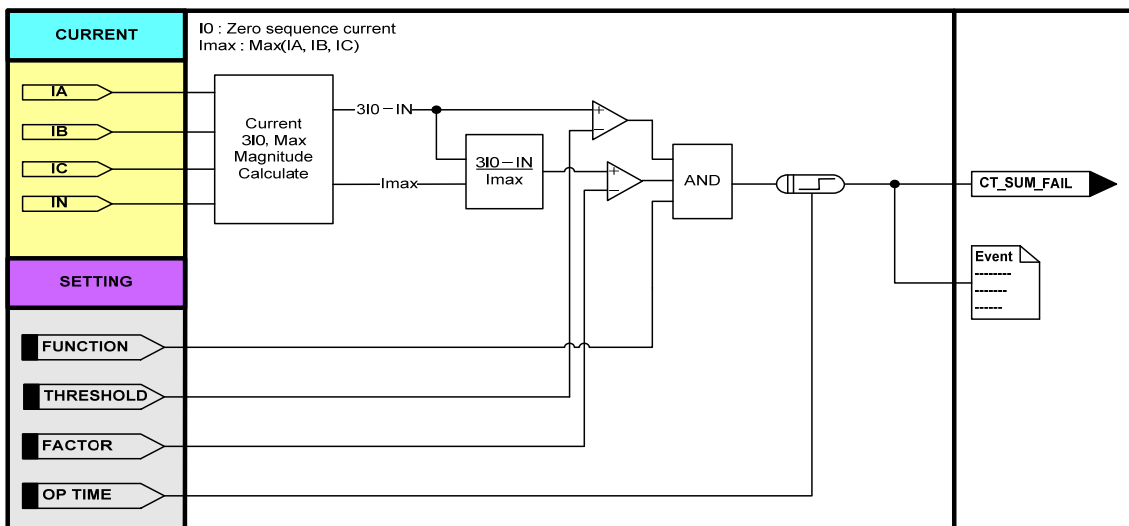 CURRENT
I0 : Zero sequence current
Imax : Max(IA, IB, IC)
IA
IB
IC
IN
Current
3I0, Max
Magnitude
Calculate
3I0-IN
Imax
3I0-IN
Imax
+
-
+
-
AND
CT_SUM_FAIL
Event
--------
-------
------
SETTING
FUNCTION
THRESHOLD
FACTOR
OP TIME